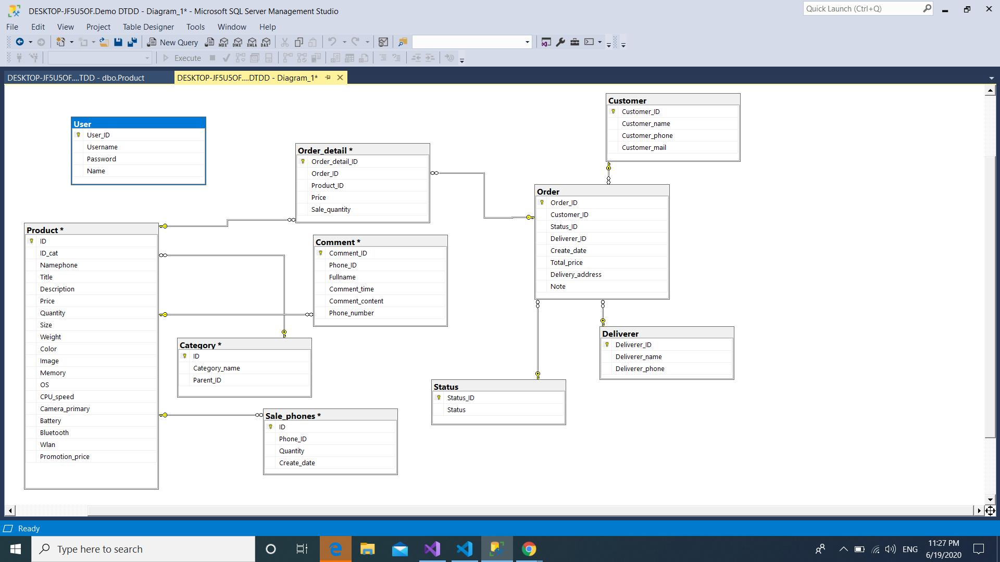 DESKTOP-JF5U5OF.Demo DTDD - Diagram_1* - Microsoft SQL Server Management Studio
Quick Launch (Ctrl+Q)
File Edit View Project Table Designer Tools Window Help
New Query MDX DMX XMLA DAX
Execute
DESKTOP-JF5U5OF....TDD - dbo.Product
DESKTOP-JF5U5OF....DTDD - Diagram_1*
User
User_ID
Username
Password
Name
Order_detail *
Order_detail_ID
Order_ID
Product_ID
Price
Sale_quantity
Customer
Customer_ID
Customer_name
Customer_phone
Customer_mail
Order
Order_ID
Customer_ID
Status_ID
Deliverer_ID
Create_date
Total_price
Delivery_address
Note
Product *
ID
ID_cat
Namephone
Title
Description
Price
Quantity
Size
Weight
Color
Image
Memory
OS
CPU_speed
Camera_primary
Battery
Bluetooth
Wlan
Promotion_price
Comment *
Comment_ID
Phone_ID
Fullname
Comment_time
Comment_content
Phone_number
Category *
ID
Category_name
Parent_ID
Deliverer
Deliverer_ID
Deliverer_name
Deliverer_phone
Status
Status_ID
Status
Sale_phones *
ID
Phone_ID
Quantity
Create_date
Ready
Type here to search
ENG
11:27 PM
6/19/2020